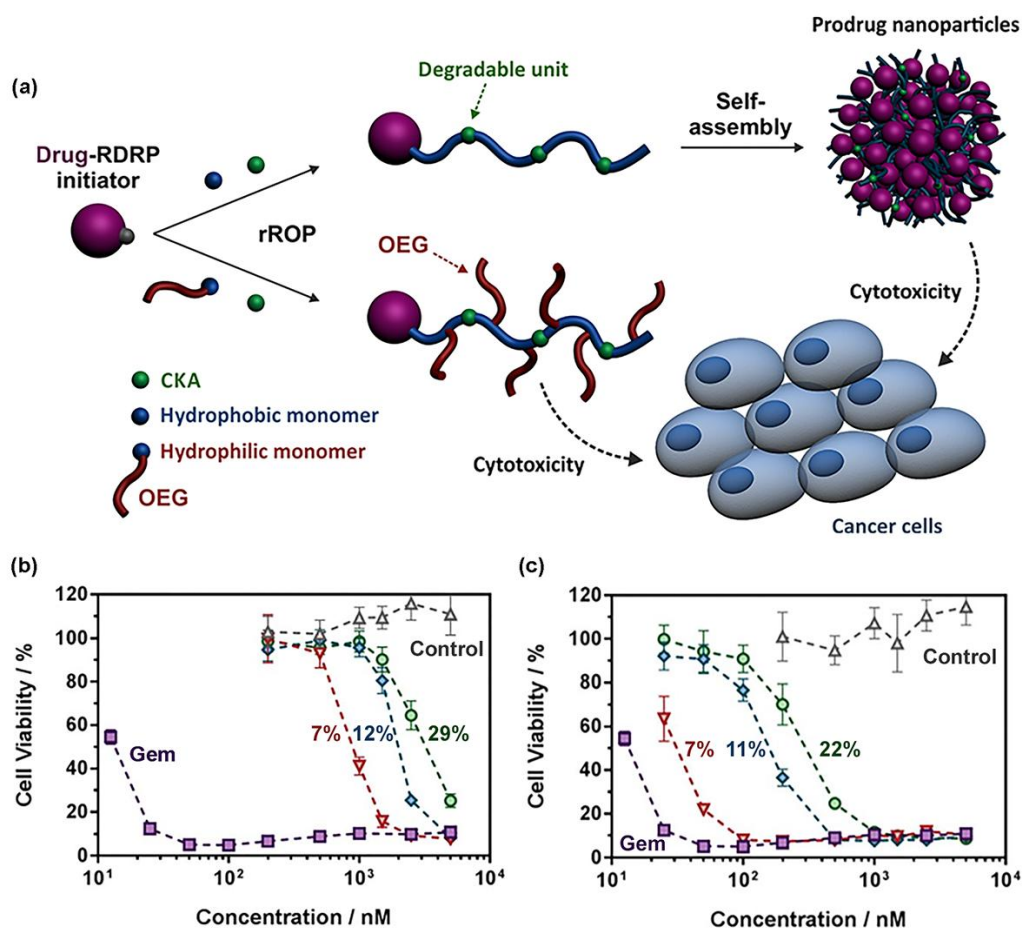 (a)
Prodrug nanoparticles
Degradable unit
Self-
assembly
Drug-RDRP
initiator
rROP
OEG
Cytotoxicity
CKA
Hydrophobic monomer
Hydrophilic monomer
OEG
Cytotoxicity
Cancer cells
(b)
Cell Viability / %
120
100
80
60
40
20
0
Control
7%
12%
29%
Gem
10¹
10²
10³
10⁴
Concentration / nM
(c)
Cell Viability / %
120
100
80
60
40
20
0
Control
7%
11%
22%
Gem
10¹
10²
10³
10⁴
Concentration / nM